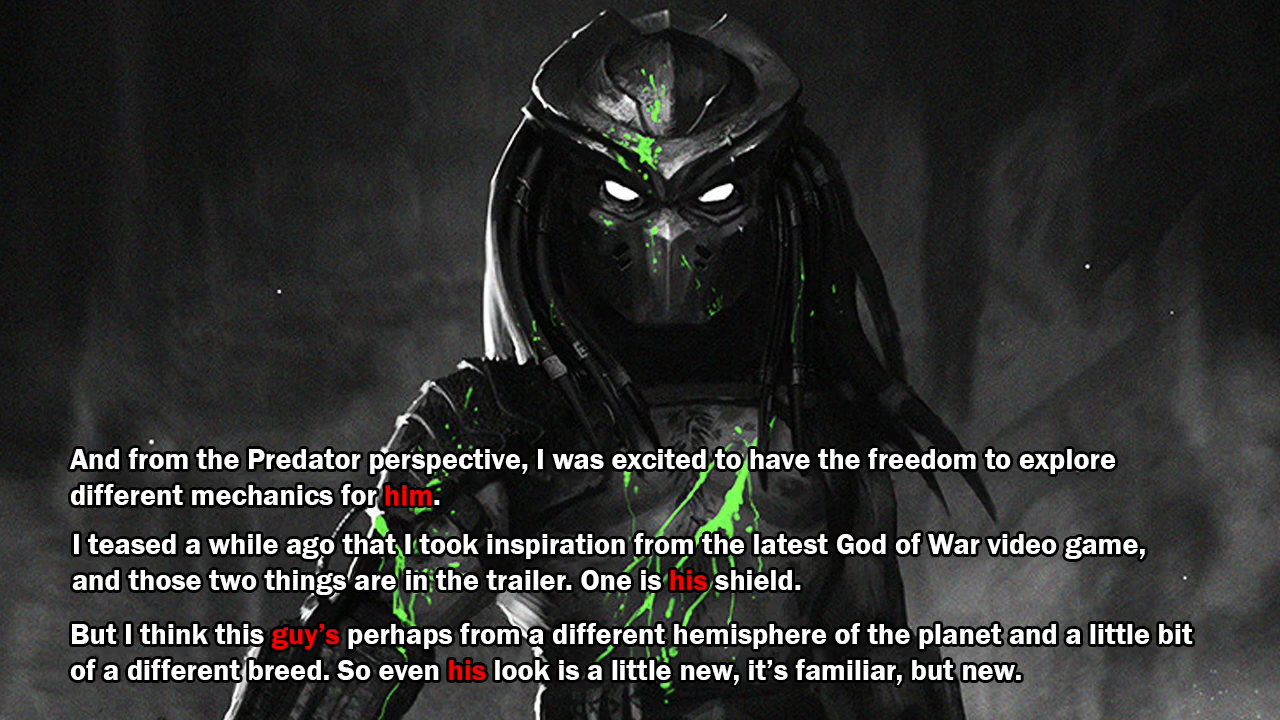 And from the Predator perspective, I was excited to have the freedom to explore
different mechanics for hIm.
I teased a while ago that I took inspiration from the latest God of War video game,
and those two things are in the trailer. One is his shield.
But I think this guy’s perhaps from a different hemisphere of the planet and a little bit
of a different breed. So even his look is a little new, it’s familiar, but new.